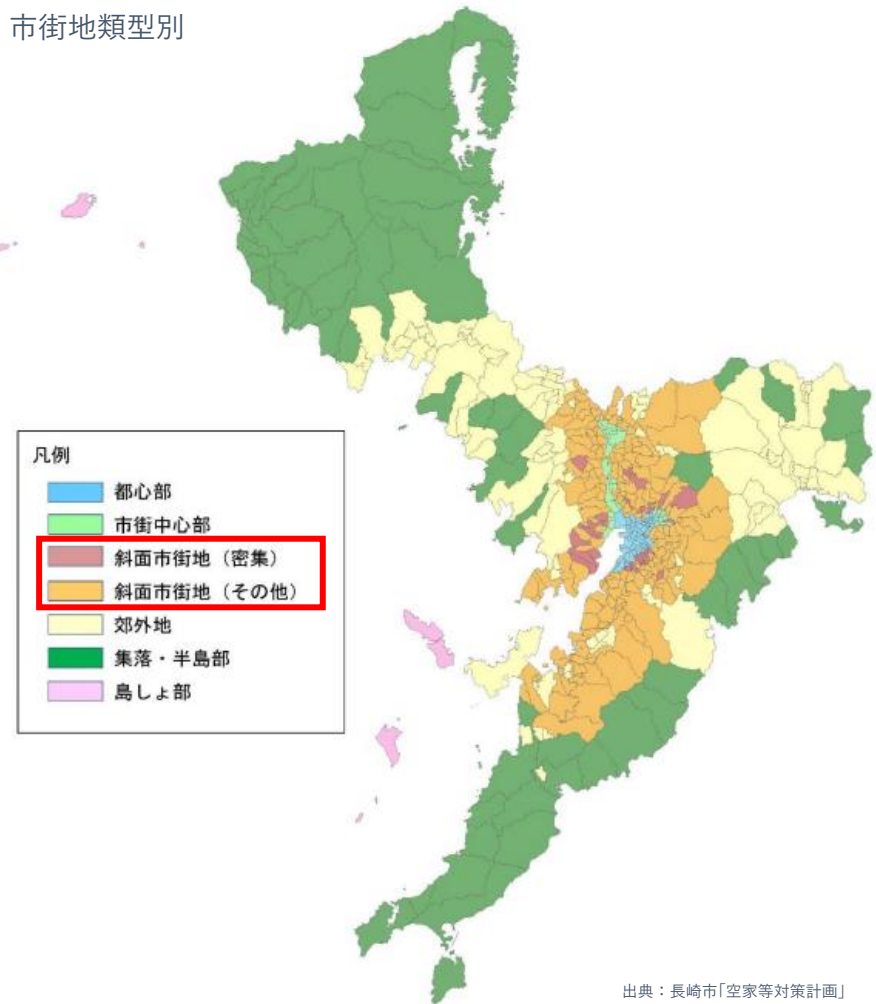 市街地類型別
凡例
都心部
市街中心部
斜面市街地（密集）
斜面市街地（その他）
郊外地
集落・半島部
島しょ部
出典：長崎市｢空家等対策計画｣